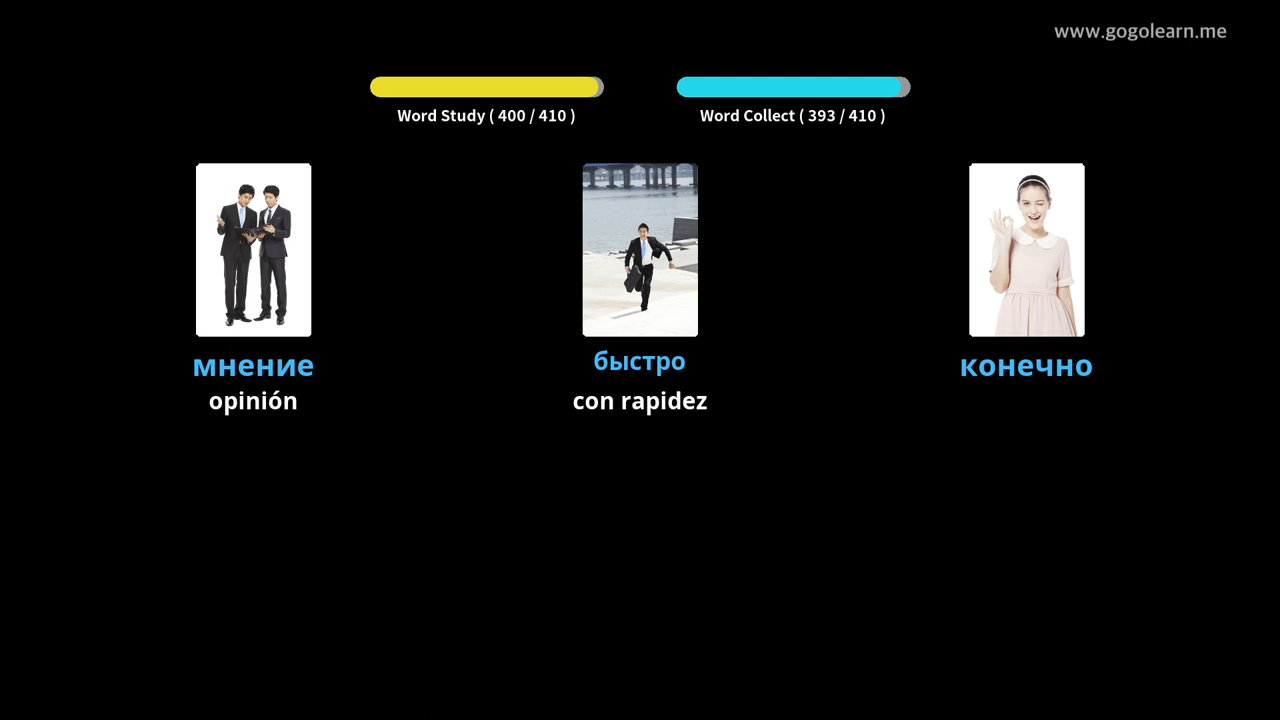 www.gogolearn.me
Word Study ( 400 / 410 )
Word Collect ( 393 / 410 )
мнение
opinión
быстро
con rapidez
конечно